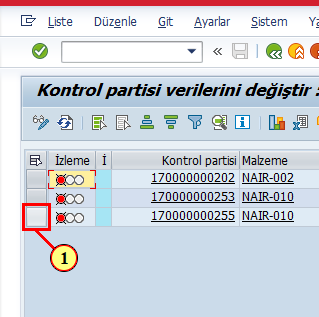 Liste Düzenle Git Ayarlar Sistem
Kontrol partisi verilerini değiştir :
İzleme İ Kontrol partisi Malzeme
170000000202 NAIR-002
170000000253 NAIR-010
170000000255 NAIR-010
1